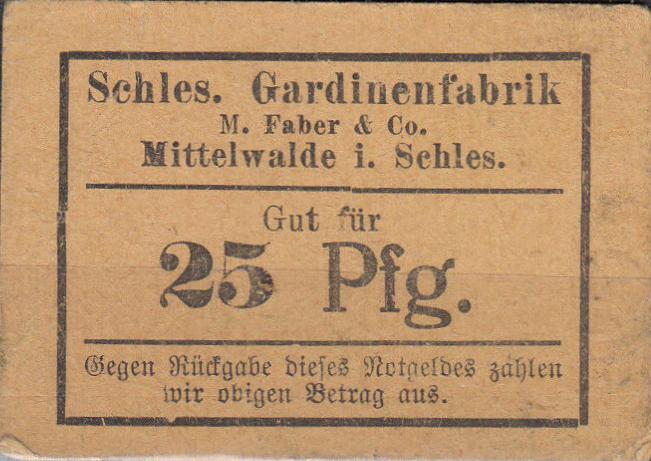 Schles. Gardinenfabrik
M. Faber & Co.
Mittelwalde i. Schles.
Gut für
25 Pfg.
Gegen Rückgabe dieses Notgeldes zahlen
wir obigen Betrag aus.